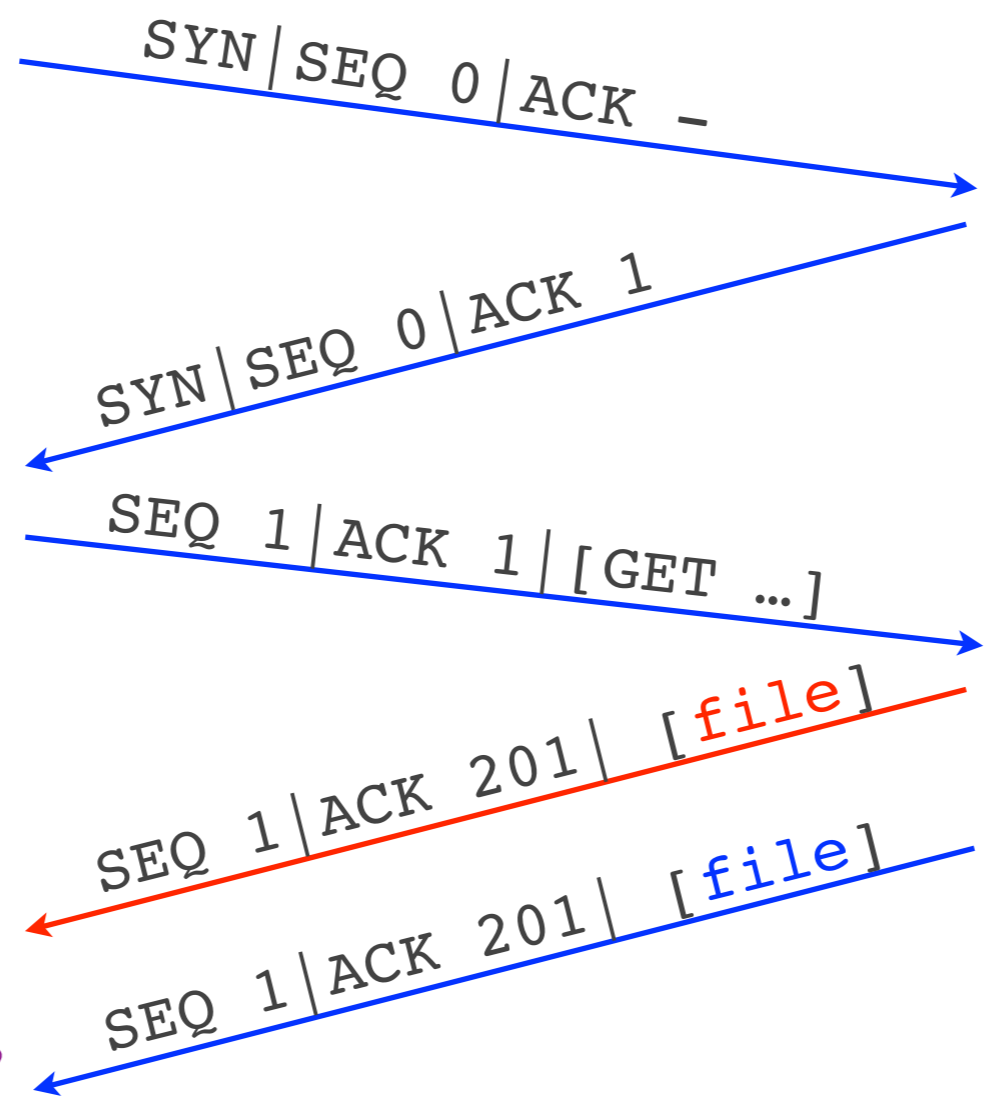 SYN|SEQ 0|ACK –
SYN|SEQ 0|ACK 1
SEQ 1|ACK 1|[GET …]
SEQ 1|ACK 201| [file]
SEQ 1|ACK 201| [file]